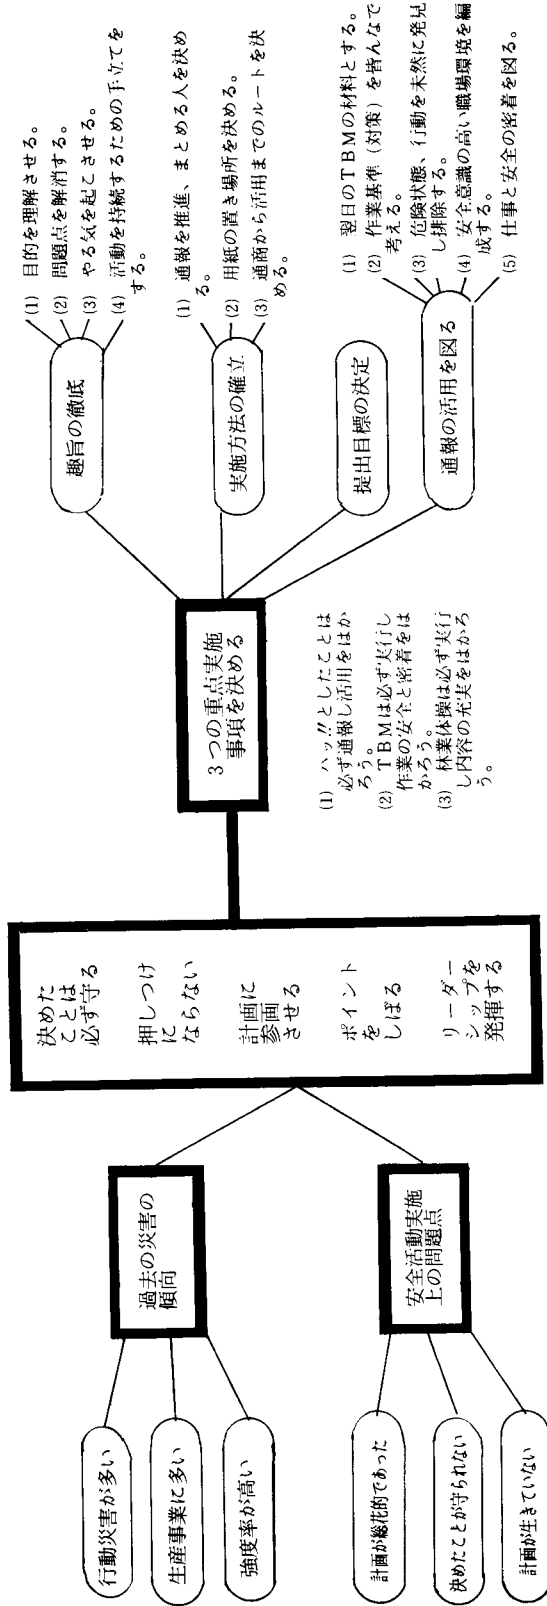 行動災害が多い
生産事業に多い
強度率が高い
計画が総花的であった
決めたことが守られない
計画が生きていない
過去の災害の
傾向
安全活動実施
上の問題点
決めた
ことは
必ず守る
押しつけ
に
ならない
計画に
参画
させる
ポイント
を
しぼる
リーダー
シップを
発揮する
3つの重点実施
事項を決める
(1) ハッ!!としたことは
必ず通報し活用をはか
ろう。
(2) TBMは必ず実行し
作業の安全と密着をは
かろう。
(3) 林業体操は必ず実行
し内容の充実をはかろ
う。
趣旨の徹底
(1) 目的を理解させる。
(2) 問題点を解消する。
(3) やる気を起こさせる。
(4) 活動を持続するための手立てを
する。
実施方法の確立
(1) 通報を推進、まとめる人を決め
る。
(2) 用紙の置き場所を決める。
(3) 通商から活用までのルートを決
める。
提出目標の決定
通報の活用を図る
(1) 翌日のTBMの材料とする。
(2) 作業基準(対策)を皆んなで
考える。
(3) 危険状態、行動を未然に発見
し排除する。
(4) 安全意識の高い職場環境を編
成する。
(5) 仕事と安全の密着を図る。